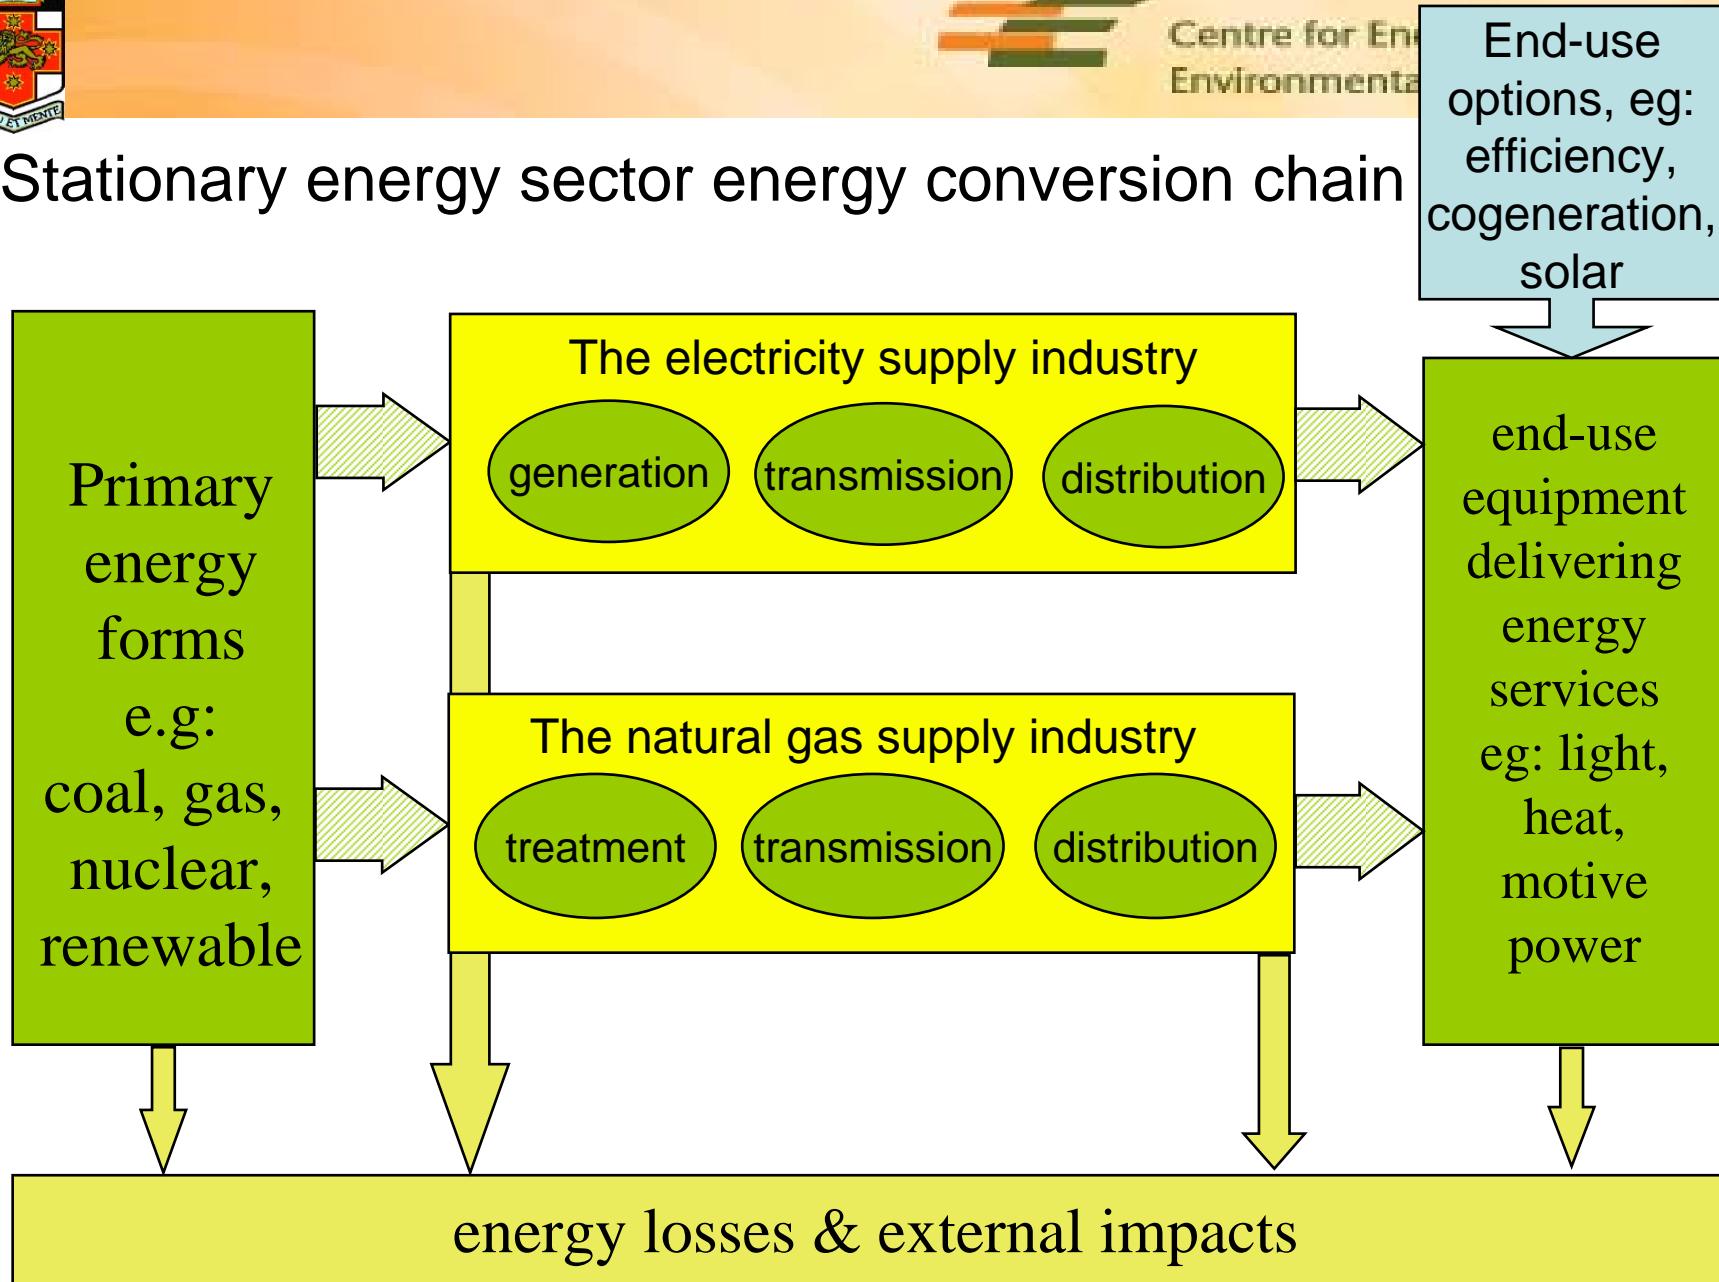 ET MENTE
Centre for
Environmenta
Stationary energy sector energy conversion chain
End-use
options, eg:
efficiency,
cogeneration,
solar
Primary
energy
forms
e.g:
coal, gas,
nuclear,
renewable
The electricity supply industry
generation
transmission
distribution
The natural gas supply industry
treatment
transmission
distribution
end-use
equipment
delivering
energy
services
eg: light,
heat,
motive
power
energy losses & external impacts